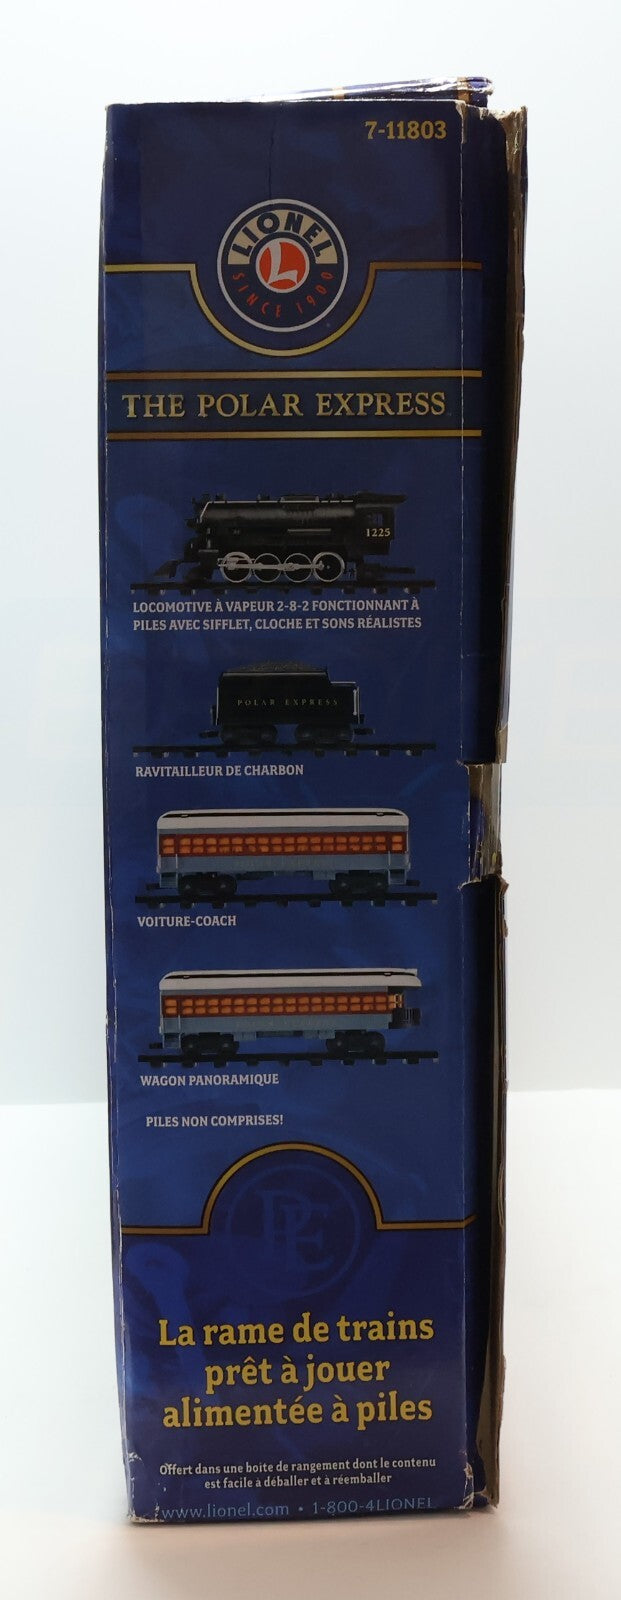 7-11803
LIONEL
L
SINCE 1900
THE POLAR EXPRESS
1225
LOCOMOTIVE À VAPEUR 2-8-2 FONCTIONNANT À
PILES AVEC SIFFLET, CLOCHE ET SONS RÉALISTES
POLAR EXPRESS
RAVITAILLEUR DE CHARBON
VOITURE-COACH
WAGON PANORAMIQUE
PILES NON COMPRISES!
PE
La rame de trains
prêt à jouer
alimentée à piles
Offert dans une boite de rangement dont le contenu
est facile à déballer et à réemballer
www.lionel.com • 1-800-4LIONEL